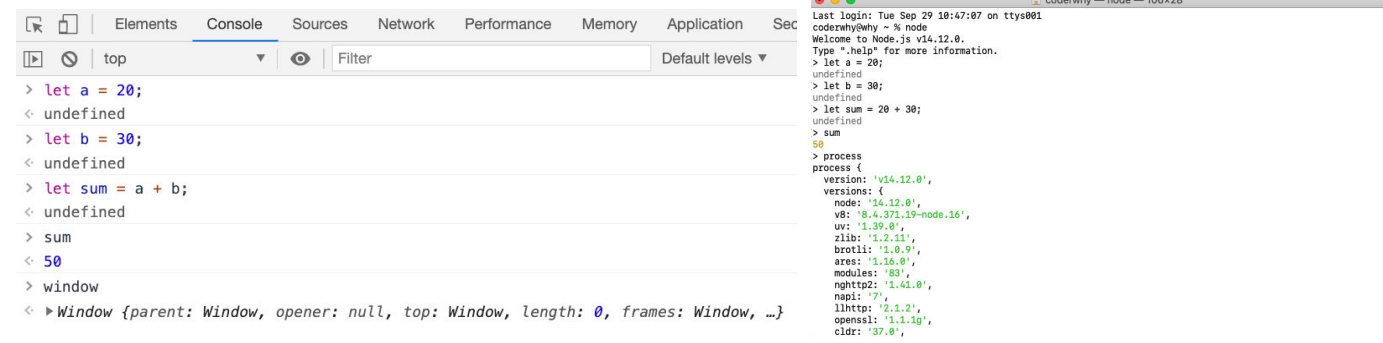 Elements Console Sources Network Performance Memory Application Sec
top ▼ Filter Default levels ▼
> let a = 20;
undefined
> let b = 30;
undefined
> let sum = a + b;
undefined
> sum
50
> window
▶Window {parent: Window, opener: null, top: Window, length: 0, frames: Window, …}
coderwhy — node — 106×28
Last login: Tue Sep 29 10:47:07 on ttys001
coderwhy@why ~ % node
Welcome to Node.js v14.12.0.
Type ".help" for more information.
> let a = 20;
undefined
> let b = 30;
undefined
> let sum = 20 + 30;
undefined
> sum
50
> process
process {
version: 'v14.12.0',
versions: {
node: '14.12.0',
v8: '8.4.371.19-node.16',
uv: '1.39.0',
zlib: '1.2.11',
brotli: '1.0.9',
ares: '1.16.0',
modules: '83',
nghttp2: '1.41.0',
napi: '7',
llhttp: '2.1.2',
openssl: '1.1.1g',
cldr: '37.0',